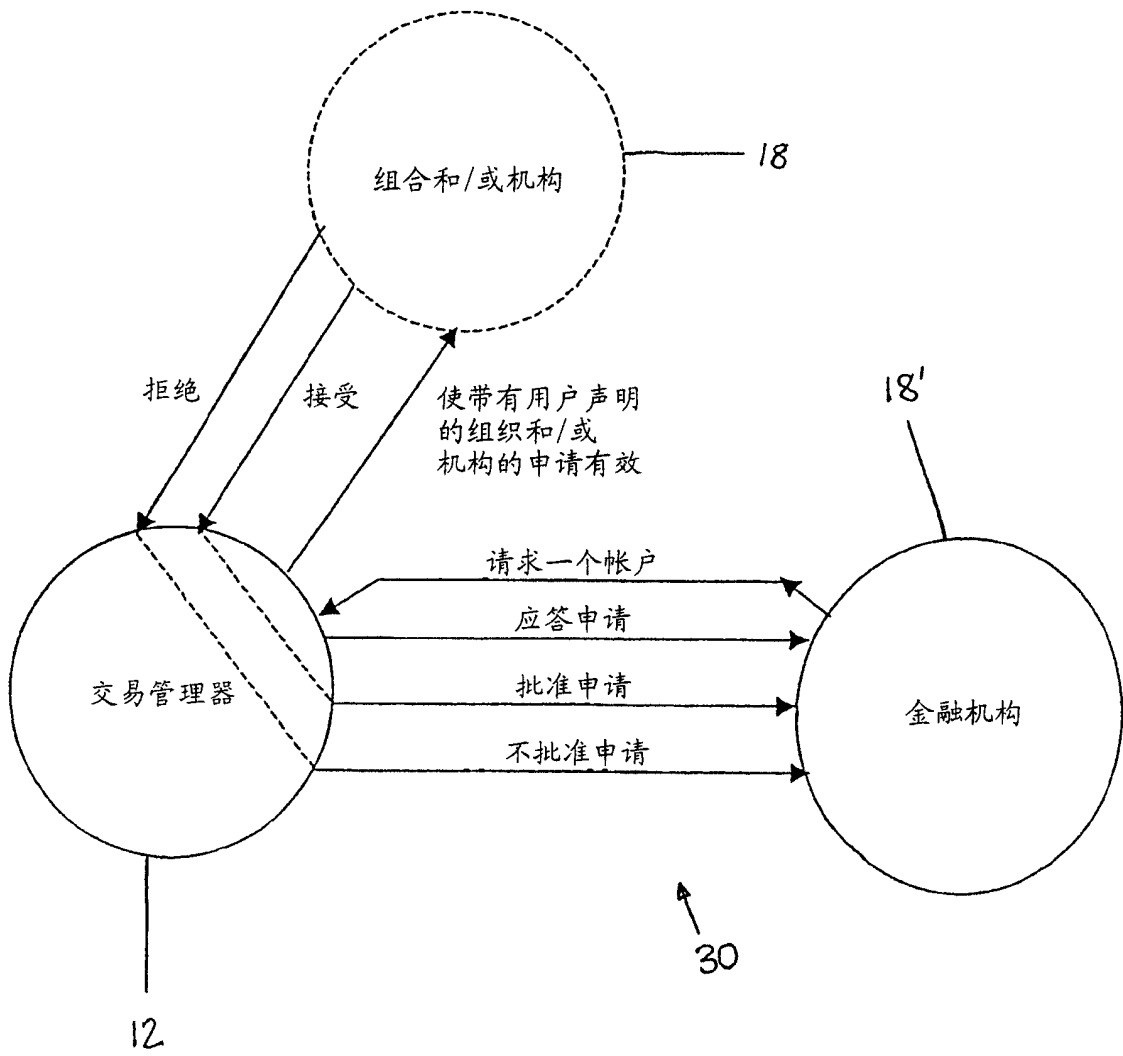 组合和/或机构
18
拒绝
接受
使带有用户声明
的组织和/或
机构的申请有效
18'
请求一个帐户
应答申请
批准申请
不批准申请
交易管理器
金融机构
30
12